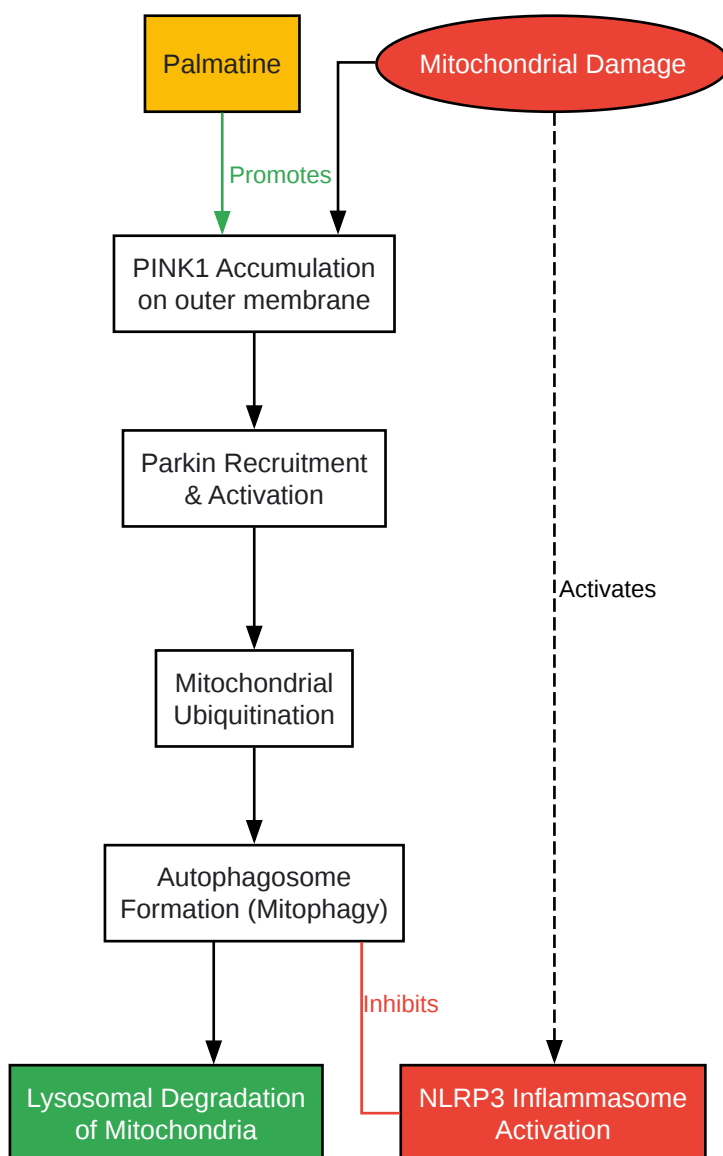 Palmatine
Mitochondrial Damage
Promotes
PINK1 Accumulation
on outer membrane
Parkin Recruitment
& Activation
Activates
Mitochondrial
Ubiquitination
Autophagosome
Formation (Mitophagy)
Inhibits
Lysosomal Degradation
of Mitochondria
NLRP3 Inflammasome
Activation